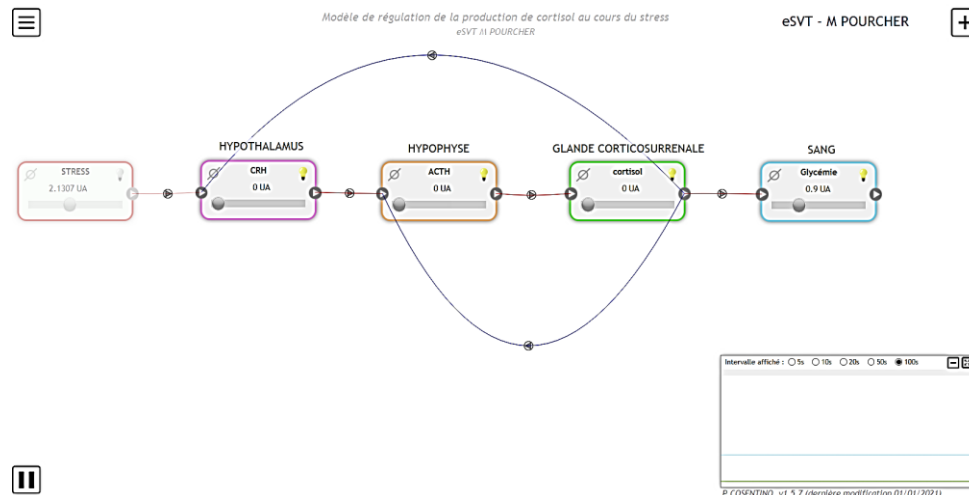 Modèle de régulation de la production de cortisol au cours du stress
eSVT M POURCHER
eSVT - M POURCHER
HYPOTHALAMUS
HYPOPHYSE
GLANDE CORTICOSURRENALE
SANG
STRESS
2.1307 UA
CRH
0 UA
ACTH
0 UA
cortisol
0 UA
Glycémie
0.9 UA
Intervalle affiché : 5s 10s 20s 50s 100s
P.COSENTINO v1.5.7 (dernière modification 01/01/2021)